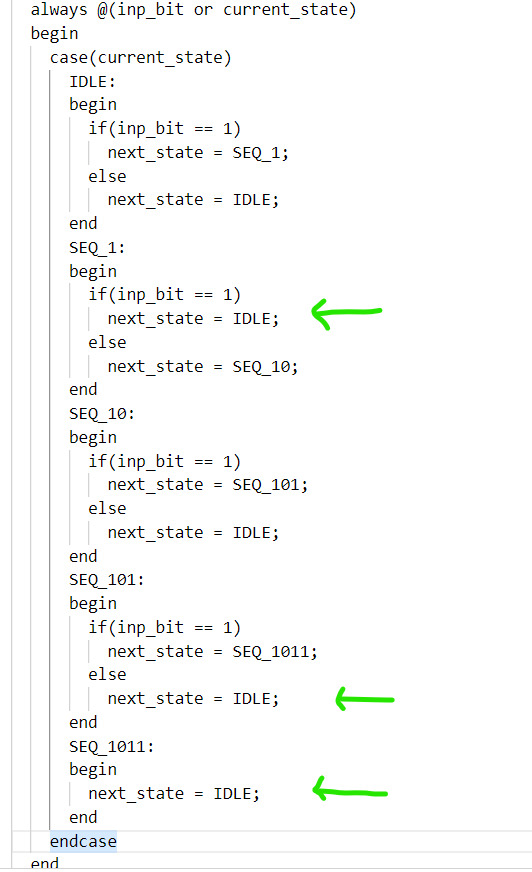 always @(inp_bit or current_state)
begin
case(current_state)
IDLE:
begin
if(inp_bit == 1)
next_state = SEQ_1;
else
next_state = IDLE;
end
SEQ_1:
begin
if(inp_bit == 1)
next_state = IDLE;
else
next_state = SEQ_10;
end
SEQ_10:
begin
if(inp_bit == 1)
next_state = SEQ_101;
else
next_state = IDLE;
end
SEQ_101:
begin
if(inp_bit == 1)
next_state = SEQ_1011;
else
next_state = IDLE;
end
SEQ_1011:
begin
next_state = IDLE;
end
endcase
end